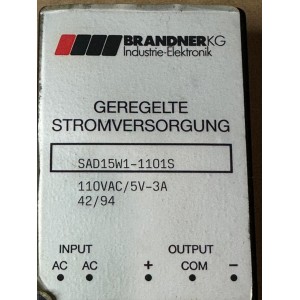 BRANDNER KG
Industrie-Elektronik
GEREGELTE
STROMVERSORGUNG
SAD15W1-1101S
110VAC/5V-3A
42/94
INPUT OUTPUT
AC AC + COM −